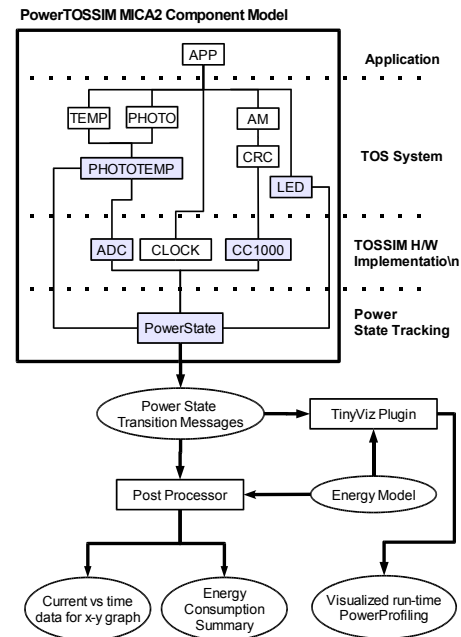 PowerTOSSIM MICA2 Component Model
APP
Application
TEMP
PHOTO
AM
CRC
TOS System
PHOTOTEMP
LED
ADC
CLOCK
CC1000
TOSSIM H/W
Implementatio\n
PowerState
Power
State Tracking
Power State
Transition Messages
TinyViz Plugin
Post Processor
Energy Model
Current vs time
data for x-y graph
Energy
Consumption
Summary
Visualized run-time
PowerProfiling